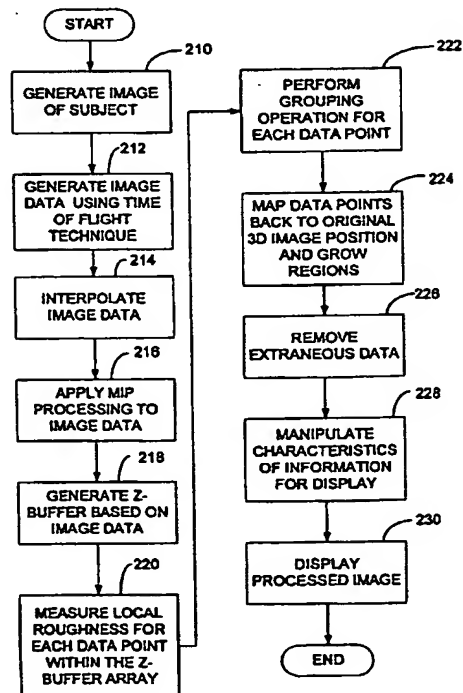 START
210
GENERATE IMAGE
OF SUBJECT
212
GENERATE IMAGE
DATA USING TIME OF
FLIGHT
TECHNIQUE
214
INTERPOLATE
IMAGE DATA
216
APPLY MIP
PROCESSING TO
IMAGE DATA
218
GENERATE Z-
BUFFER BASED ON
IMAGE DATA
220
MEASURE LOCAL
ROUGHNESS FOR
EACH DATA POINT
WITHIN THE Z-
BUFFER ARRAY
222
PERFORM
GROUPING
OPERATION FOR
EACH DATA POINT
224
MAP DATA POINTS
BACK TO ORIGINAL
3D IMAGE POSITION
AND GROW
REGIONS
226
REMOVE
EXTRANEOUS DATA
228
MANIPULATE
CHARACTERISTICS
OF INFORMATION
FOR DISPLAY
230
DISPLAY
PROCESSED IMAGE
END